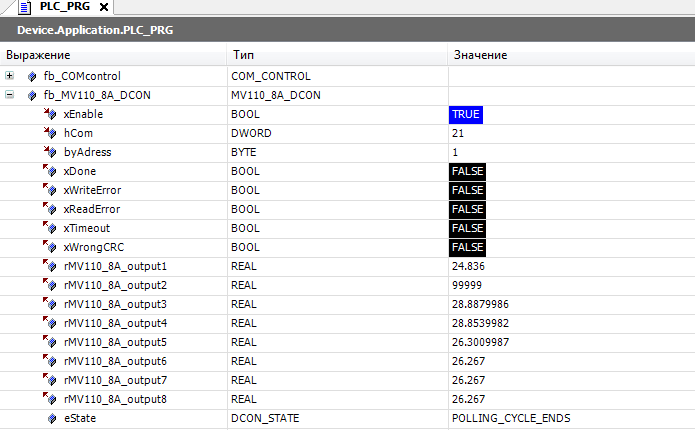 PLC_PRG
Device.Application.PLC_PRG
Выражение Тип Значение
fb_COMcontrol COM_CONTROL
fb_MV110_8A_DCON MV110_8A_DCON
xEnable BOOL TRUE
hCom DWORD 21
byAdress BYTE 1
xDone BOOL FALSE
xWriteError BOOL FALSE
xReadError BOOL FALSE
xTimeout BOOL FALSE
xWrongCRC BOOL FALSE
rMV110_8A_output1 REAL 24.836
rMV110_8A_output2 REAL 99999
rMV110_8A_output3 REAL 28.8879986
rMV110_8A_output4 REAL 28.8539982
rMV110_8A_output5 REAL 26.3009987
rMV110_8A_output6 REAL 26.267
rMV110_8A_output7 REAL 26.267
rMV110_8A_output8 REAL 26.267
eState DCON_STATE POLLING_CYCLE_ENDS